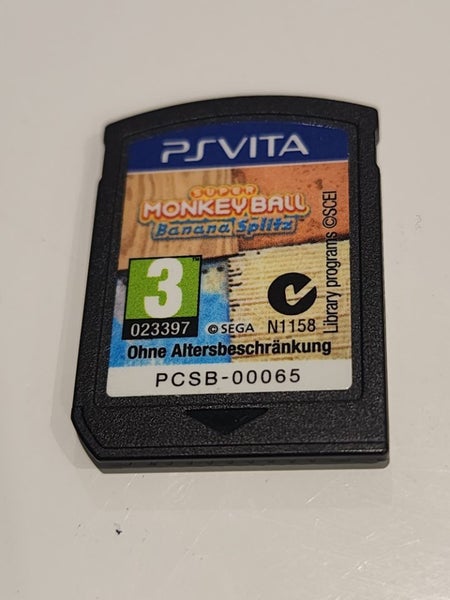 PSVITA
SUPER
MONKEY BALL
Banana Splitz
3
023397
©SEGA N1158
Library programs ©SCEI
Ohne Altersbeschränkung
PCSB-00065